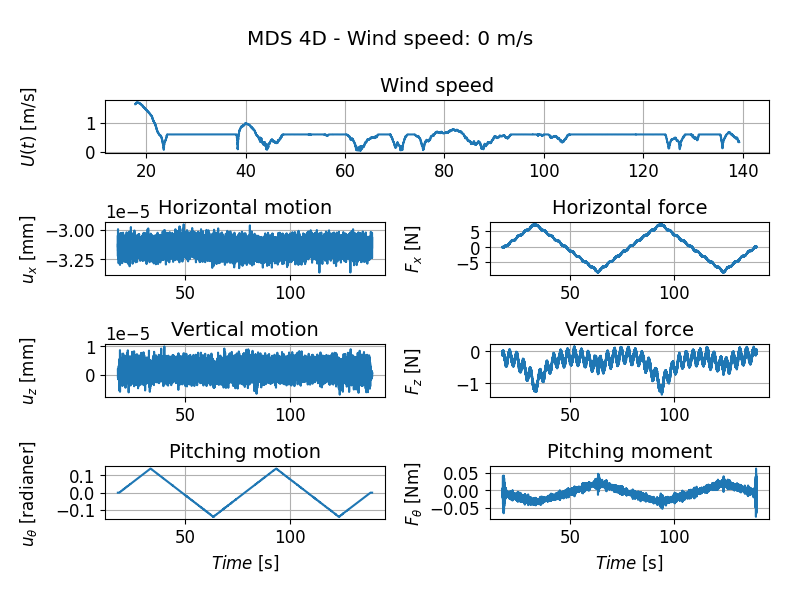 MDS 4D - Wind speed: 0 m/s
Wind speed
U(t) [m/s]
1
0
20 40 60 80 100 120 140
1e−5 Horizontal motion
u_x [mm]
−3.00
−3.25
50 100
Horizontal force
F_x [N]
5
0
−5
50 100
1e−5 Vertical motion
u_z [mm]
1
0
50 100
Vertical force
F_z [N]
0
−1
50 100
Pitching motion
u_θ [radianer]
0.1
0.0
−0.1
50 100
Time [s]
Pitching moment
F_θ [Nm]
0.05
0.00
−0.05
50 100
Time [s]